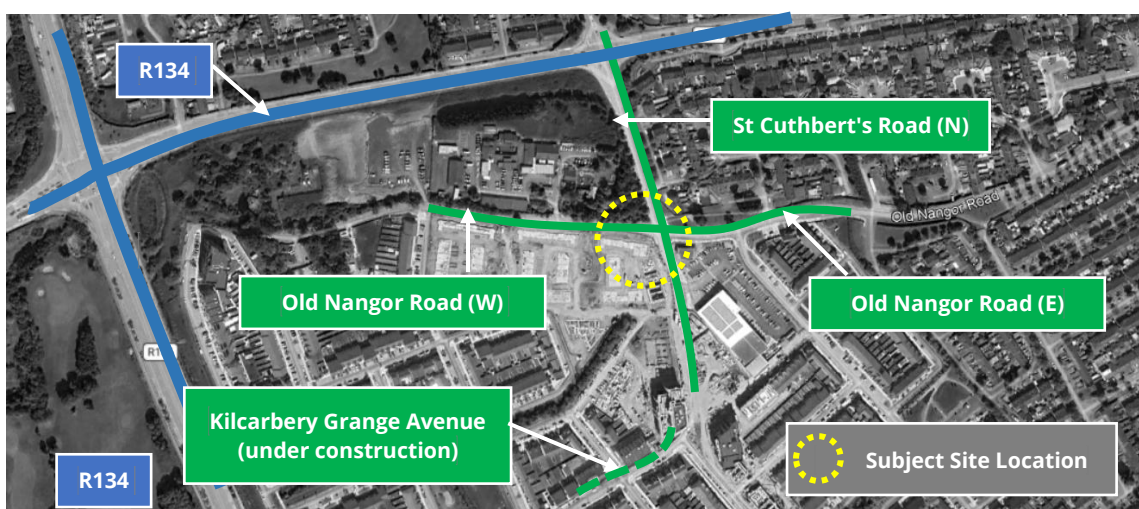 R134
St Cuthbert's Road (N)
Old Nangor Road
Old Nangor Road (W)
Old Nangor Road (E)
Kilcarbery Grange Avenue
(under construction)
Subject Site Location
R134